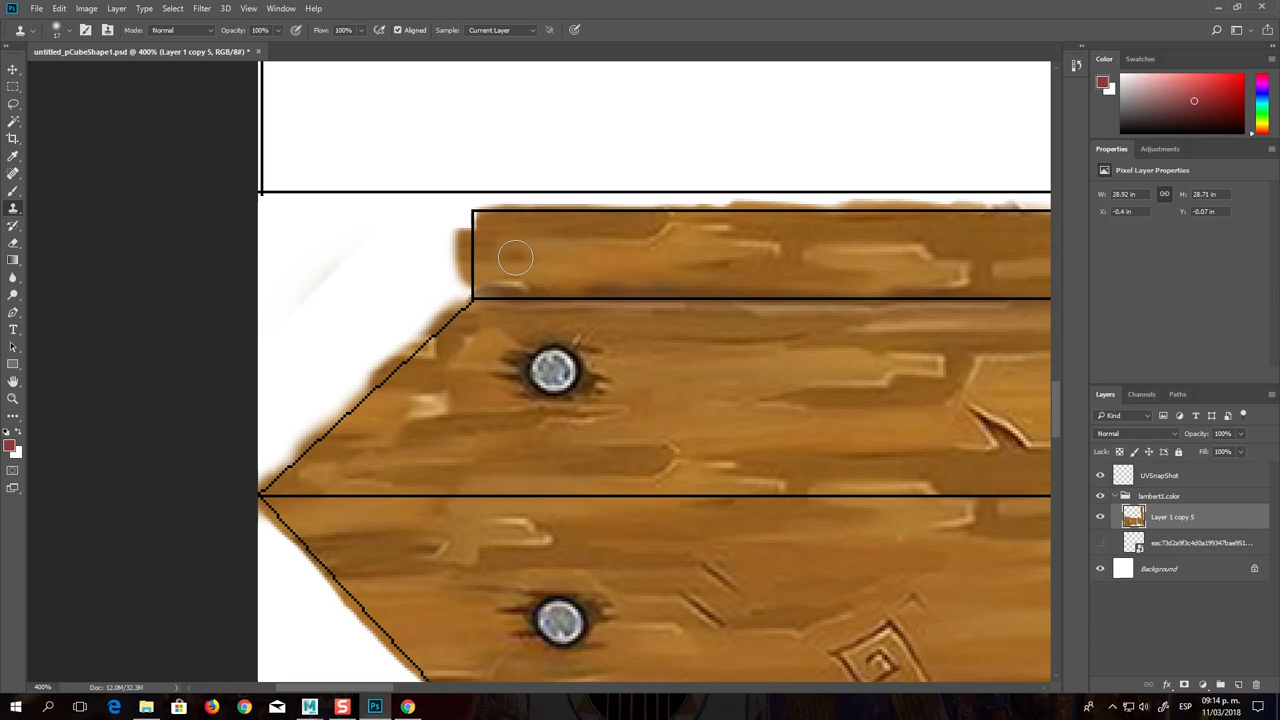 File Edit Image Layer Type Select Filter 3D View Window Help
17 Mode: Normal Opacity: 100% Flow: 100% Aligned Sample: Current Layer
untitled_pCubeShape1.psd @ 400% (Layer 1 copy 5, RGB/8#) *
Color Swatches
Properties Adjustments
Pixel Layer Properties
W: 28.92 in H: 28.71 in
X: -0.4 in Y: -0.07 in
Layers Channels Paths
Kind
Normal Opacity: 100%
Lock: Fill: 100%
UVSnapShot
lambert1.color
Layer 1 copy 5
eac73d2a9f3c4d0a199347bae951...
Background
400% Doc: 12.0M/32.3M
ESP 09:14 p. m.
11/03/2018